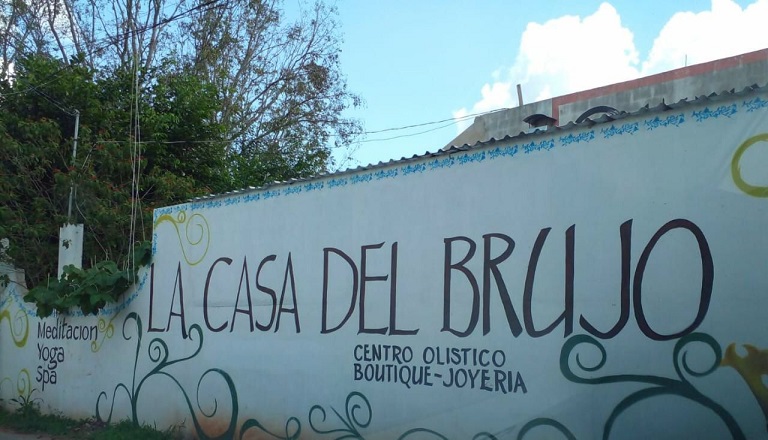 LA CASA DEL BRUJO
CENTRO OLISTICO
BOUTIQUE-JOYERIA
Meditacion
Yoga
Spa